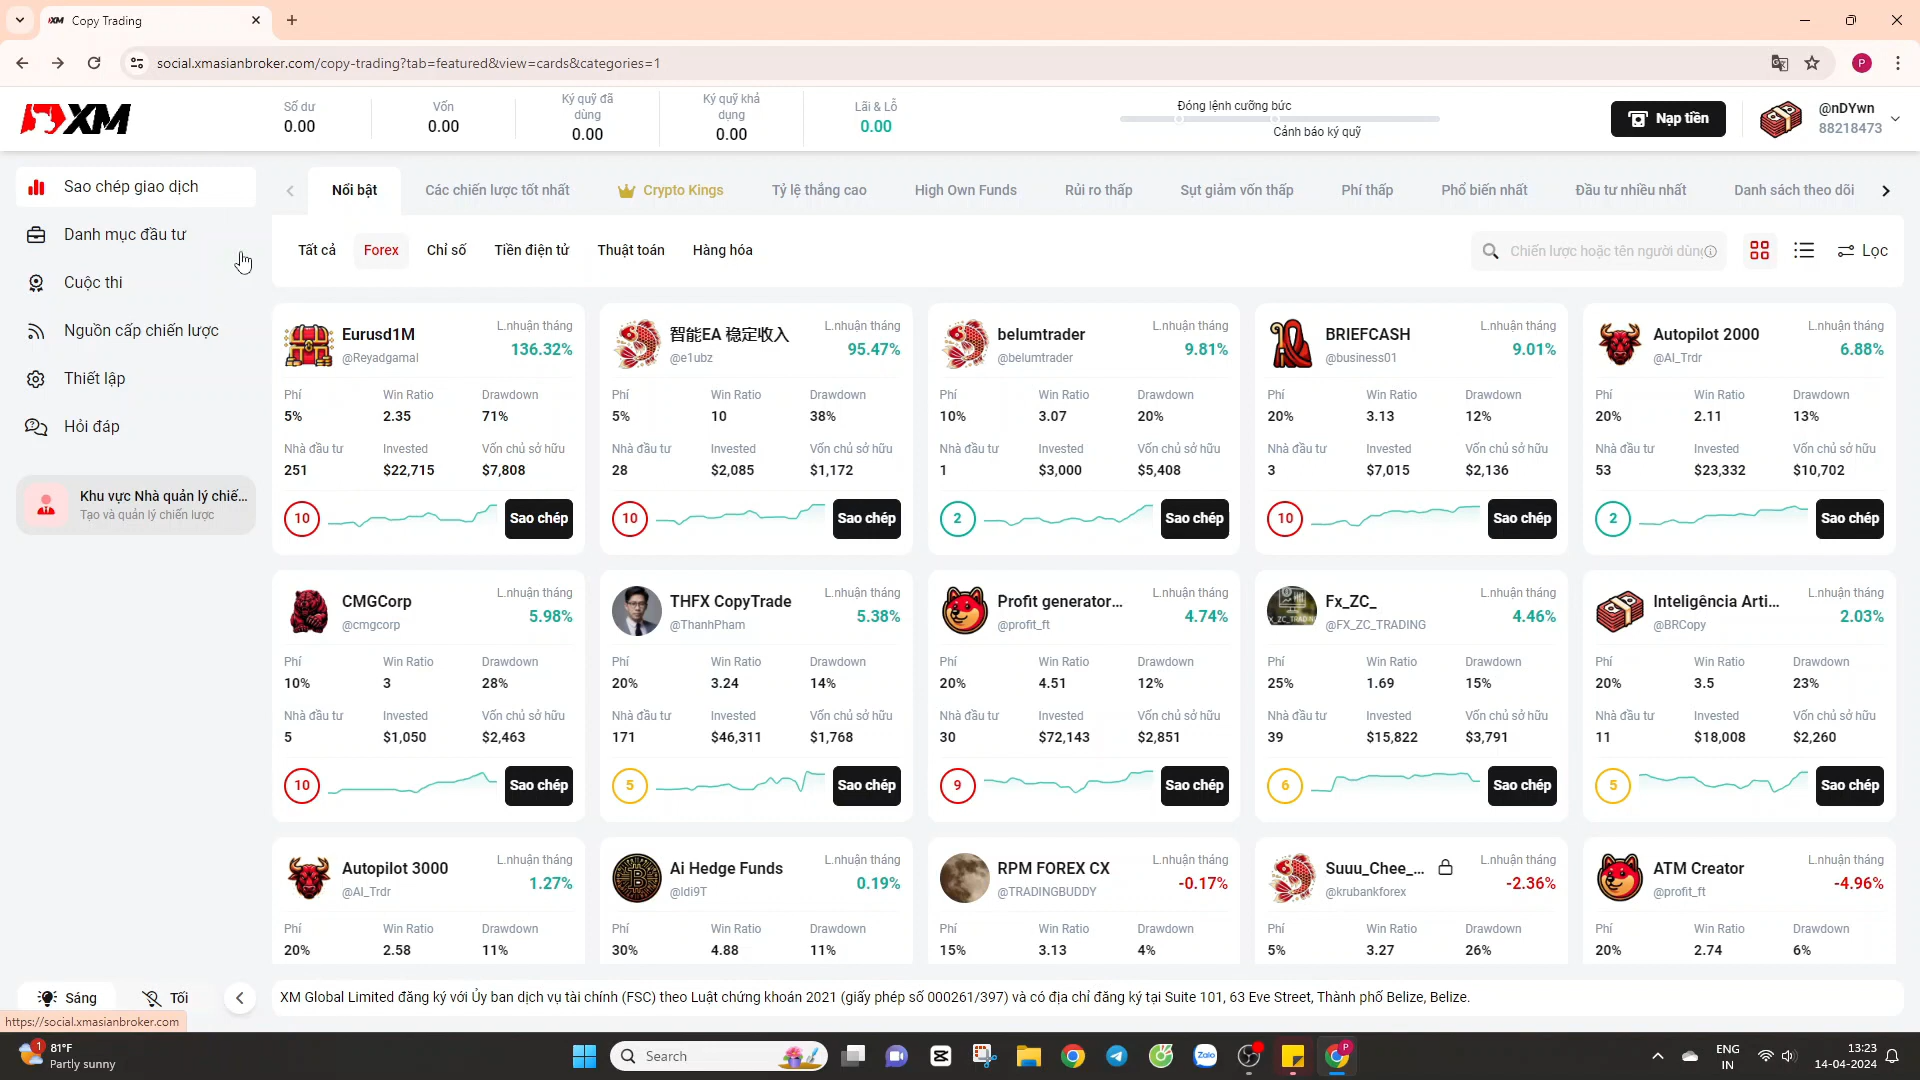 XM Copy Trading
social.xmasianbroker.com/copy-trading?tab=featured&view=cards&categories=1
P
XM
Số dư
0.00
Vốn
0.00
Ký quỹ đã
dùng
0.00
Ký quỹ khả
dụng
0.00
Lãi & Lỗ
0.00
Đóng lệnh cưỡng bức
Cảnh báo ký quỹ
Nạp tiền
@nDYwn
88218473
Sao chép giao dịch
Danh mục đầu tư
Cuộc thi
Nguồn cấp chiến lược
Thiết lập
Hỏi đáp
Khu vực Nhà quản lý chiế...
Tạo và quản lý chiến lược
Nổi bật Các chiến lược tốt nhất Crypto Kings Tỷ lệ thắng cao High Own Funds Rủi ro thấp Sụt giảm vốn thấp Phí thấp Phổ biến nhất Đầu tư nhiều nhất Danh sách theo dõi
Tất cả Forex Chỉ số Tiền điện tử Thuật toán Hàng hóa
Chiến lược hoặc tên người dùng
Lọc
Eurusd1M
@Reyadgamal
L.nhuận tháng
136.32%
Phí Win Ratio Drawdown
5% 2.35 71%
Nhà đầu tư Invested Vốn chủ sở hữu
251 $22,715 $7,808
10 Sao chép
智能EA 稳定收入
@e1ubz
L.nhuận tháng
95.47%
Phí Win Ratio Drawdown
5% 10 38%
Nhà đầu tư Invested Vốn chủ sở hữu
28 $2,085 $1,172
10 Sao chép
belumtrader
@belumtrader
L.nhuận tháng
9.81%
Phí Win Ratio Drawdown
10% 3.07 20%
Nhà đầu tư Invested Vốn chủ sở hữu
1 $3,000 $5,408
2 Sao chép
BRIEFCASH
@business01
L.nhuận tháng
9.01%
Phí Win Ratio Drawdown
20% 3.13 12%
Nhà đầu tư Invested Vốn chủ sở hữu
3 $7,015 $2,136
10 Sao chép
Autopilot 2000
@AI_Trdr
L.nhuận tháng
6.88%
Phí Win Ratio Drawdown
20% 2.11 13%
Nhà đầu tư Invested Vốn chủ sở hữu
53 $23,332 $10,702
2 Sao chép
CMGCorp
@cmgcorp
L.nhuận tháng
5.98%
Phí Win Ratio Drawdown
10% 3 28%
Nhà đầu tư Invested Vốn chủ sở hữu
5 $1,050 $2,463
10 Sao chép
THFX CopyTrade
@ThanhPham
L.nhuận tháng
5.38%
Phí Win Ratio Drawdown
20% 3.24 14%
Nhà đầu tư Invested Vốn chủ sở hữu
171 $46,311 $1,768
5 Sao chép
Profit generator...
@profit_ft
L.nhuận tháng
4.74%
Phí Win Ratio Drawdown
20% 4.51 12%
Nhà đầu tư Invested Vốn chủ sở hữu
30 $72,143 $2,851
9 Sao chép
Fx_ZC_
@FX_ZC_TRADING
L.nhuận tháng
4.46%
Phí Win Ratio Drawdown
25% 1.69 15%
Nhà đầu tư Invested Vốn chủ sở hữu
39 $15,822 $3,791
6 Sao chép
Inteligência Arti...
@BRCopy
L.nhuận tháng
2.03%
Phí Win Ratio Drawdown
20% 3.5 23%
Nhà đầu tư Invested Vốn chủ sở hữu
11 $18,008 $2,260
5 Sao chép
Autopilot 3000
@AI_Trdr
L.nhuận tháng
1.27%
Phí Win Ratio Drawdown
20% 2.58 11%
Ai Hedge Funds
@Idi9T
L.nhuận tháng
0.19%
Phí Win Ratio Drawdown
30% 4.88 11%
RPM FOREX CX
@TRADINGBUDDY
L.nhuận tháng
-0.17%
Phí Win Ratio Drawdown
15% 3.13 4%
Suuu_Chee_...
@krubankforex
L.nhuận tháng
-2.36%
Phí Win Ratio Drawdown
5% 3.27 26%
ATM Creator
@profit_ft
L.nhuận tháng
-4.96%
Phí Win Ratio Drawdown
20% 2.74 6%
Sáng Tối
XM Global Limited đăng ký với Ủy ban dịch vụ tài chính (FSC) theo Luật chứng khoán 2021 (giấy phép số 000261/397) và có địa chỉ đăng ký tại Suite 101, 63 Eve Street, Thành phố Belize, Belize.
https://social.xmasianbroker.com
1
81°F
Partly sunny
Search
Zalo
P
ENG
IN
13:23
14-04-2024